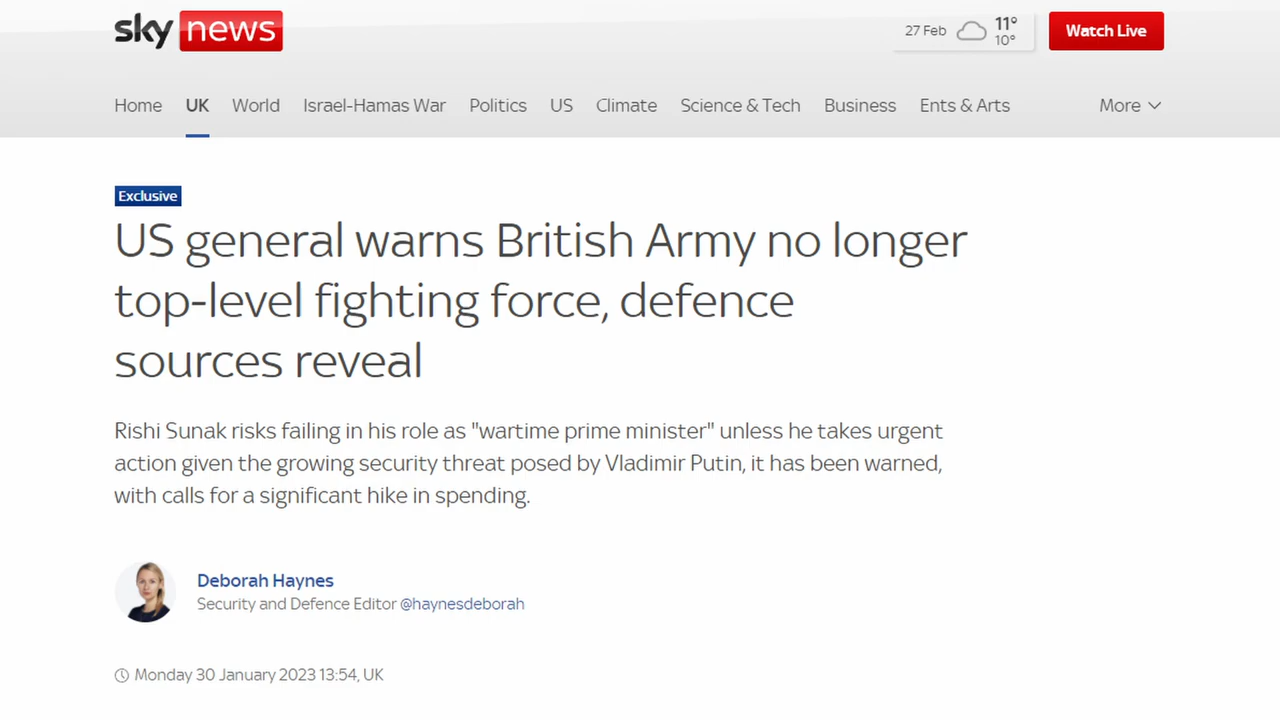 sky news
27 Feb
11°
10°
Watch Live
Home UK World Israel-Hamas War Politics US Climate Science & Tech Business Ents & Arts More
Exclusive
US general warns British Army no longer
top-level fighting force, defence
sources reveal
Rishi Sunak risks failing in his role as "wartime prime minister" unless he takes urgent
action given the growing security threat posed by Vladimir Putin, it has been warned,
with calls for a significant hike in spending.
Deborah Haynes
Security and Defence Editor @haynesdeborah
Monday 30 January 2023 13:54, UK